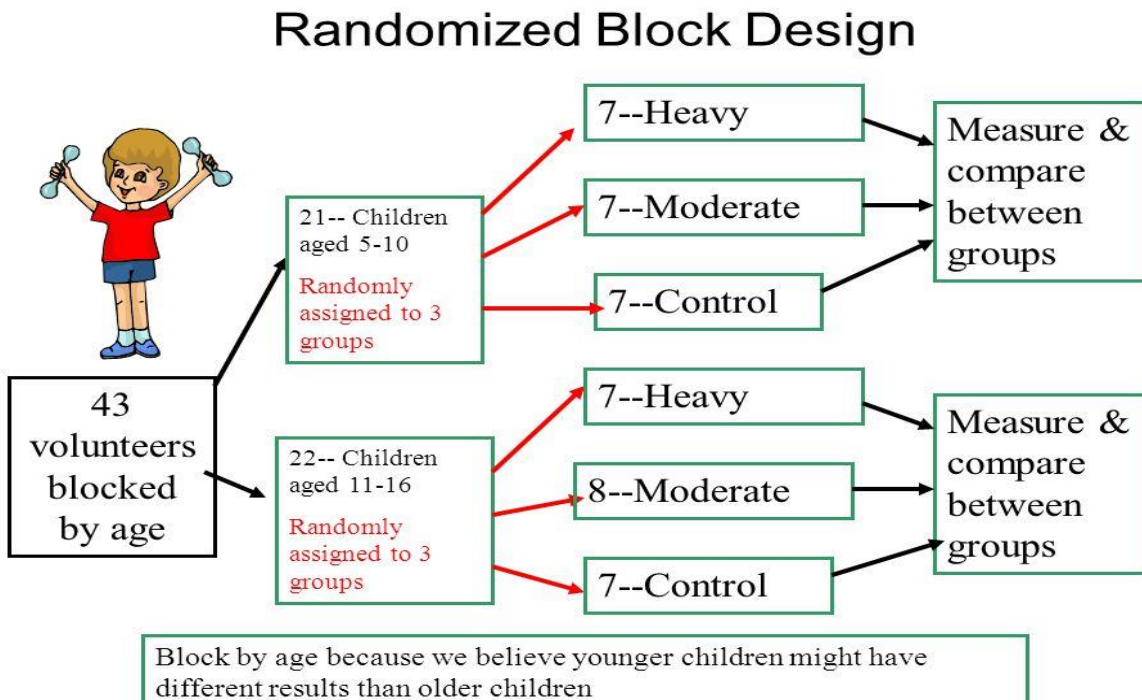 Randomized Block Design
43
volunteers
blocked
by age
21-- Children
aged 5-10
Randomly
assigned to 3
groups
7--Heavy
7--Moderate
7--Control
Measure &
compare
between
groups
22-- Children
aged 11-16
Randomly
assigned to 3
groups
7--Heavy
8--Moderate
7--Control
Measure &
compare
between
groups
Block by age because we believe younger children might have
different results than older children